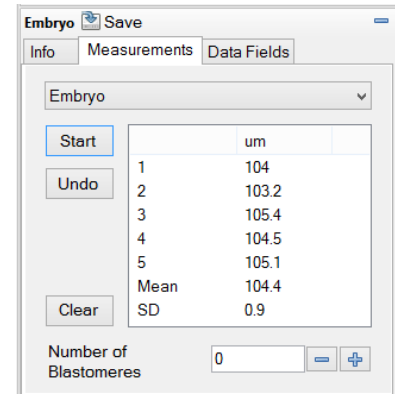 Embryo Save
Info Measurements Data Fields
Embryo
Start
Undo
Clear
um
1 104
2 103.2
3 105.4
4 104.5
5 105.1
Mean 104.4
SD 0.9
Number of
Blastomeres
0